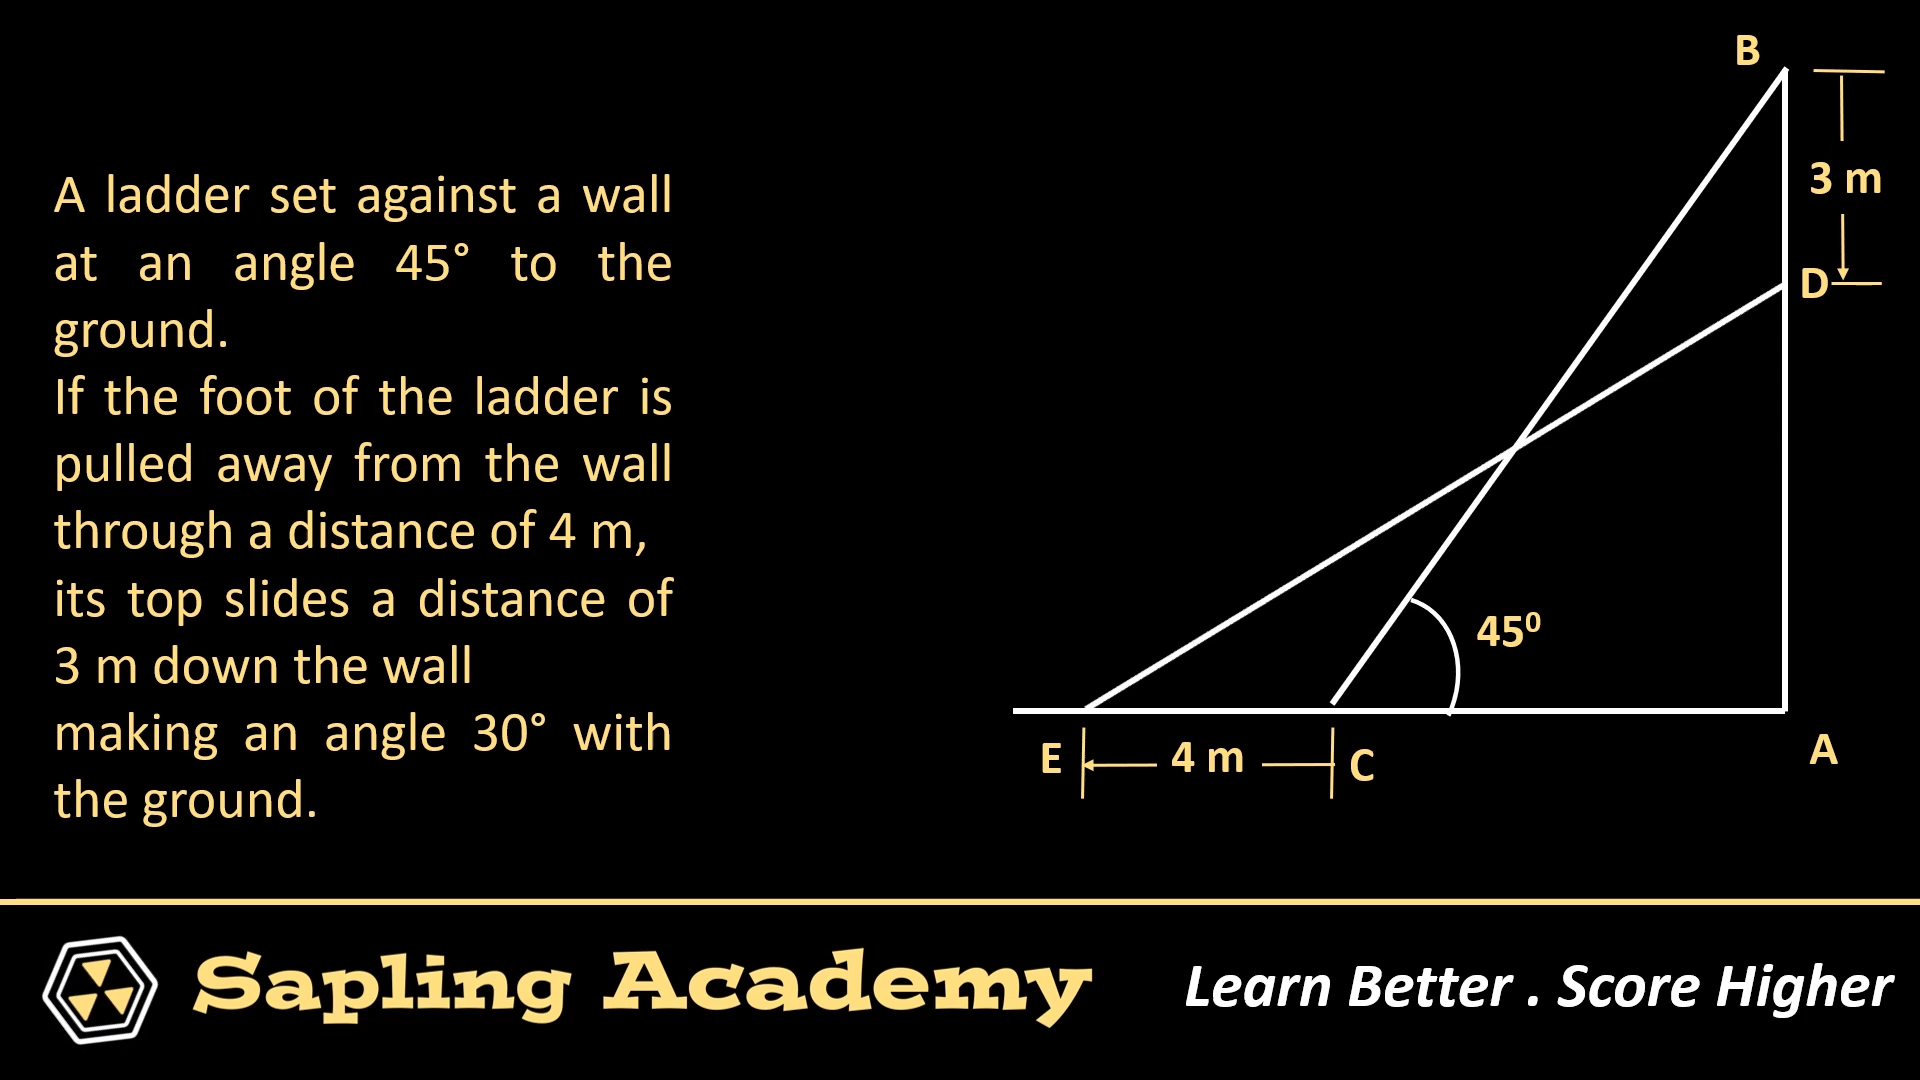 A ladder set against a wall
at an angle 45° to the
ground.
If the foot of the ladder is
pulled away from the wall
through a distance of 4 m,
its top slides a distance of
3 m down the wall
making an angle 30° with
the ground.
B
3 m
D
45⁰
E
4 m
C
A
Sapling Academy
Learn Better . Score Higher